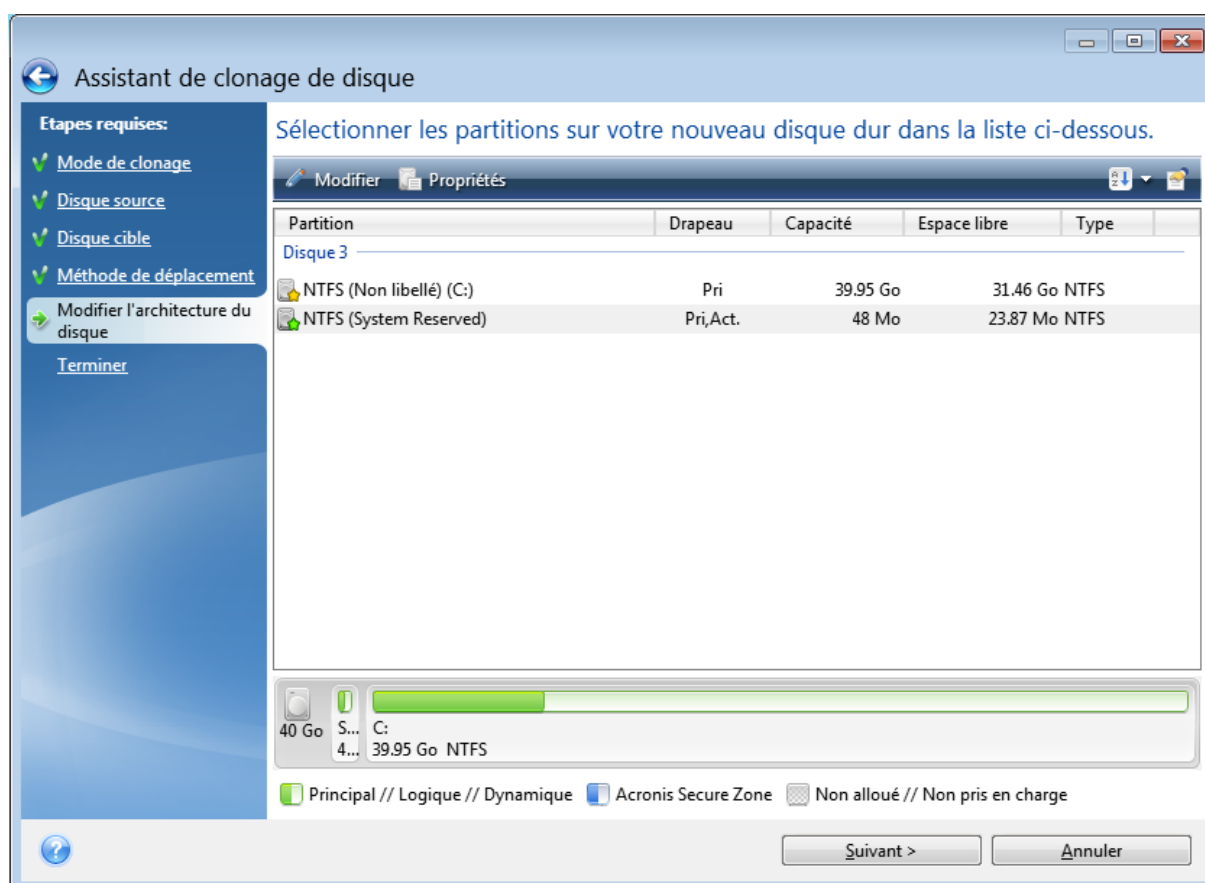 Assistant de clonage de disque
Etapes requises:
Mode de clonage
Disque source
Disque cible
Méthode de déplacement
Modifier l'architecture du
disque
Terminer
Sélectionner les partitions sur votre nouveau disque dur dans la liste ci-dessous.
Modifier Propriétés
Partition Drapeau Capacité Espace libre Type
Disque 3
NTFS (Non libellé) (C:) Pri 39.95 Go 31.46 Go NTFS
NTFS (System Reserved) Pri,Act. 48 Mo 23.87 Mo NTFS
40 Go S... C:
4... 39.95 Go NTFS
Principal // Logique // Dynamique Acronis Secure Zone Non alloué // Non pris en charge
? Suivant > Annuler